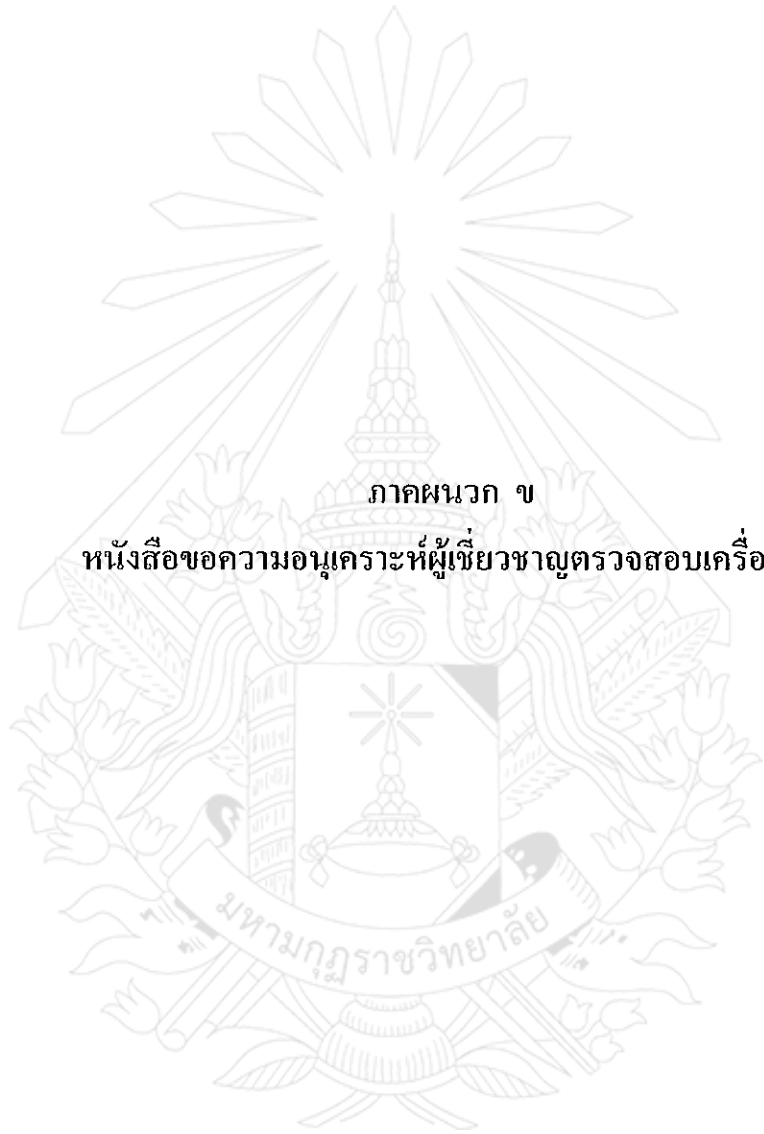 ภาคผนวก ข
หนังสือขอความอนุเคราะห์ผู้เชี่ยวชาญตรวจสอบเครื่อ
มหามกุฏราชวิทยาลัย